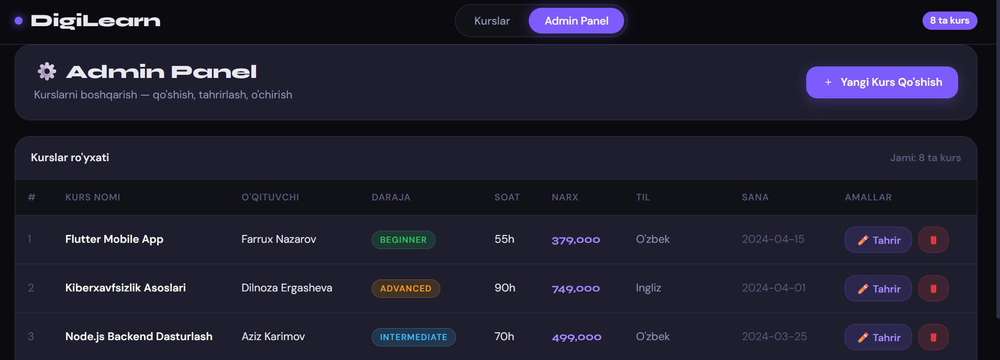 DigiLearn
Kurslar Admin Panel
8 ta kurs
Admin Panel
Kurslarni boshqarish — qo'shish, tahrirlash, o'chirish
+ Yangi Kurs Qo'shish
Kurslar ro'yxati
Jami: 8 ta kurs
# KURS NOMI O'QITUVCHI DARAJA SOAT NARX TIL SANA AMALLAR
1 Flutter Mobile App Farrux Nazarov BEGINNER 55h 379,000 O'zbek 2024-04-15 Tahrir
2 Kiberxavfsizlik Asoslari Dilnoza Ergasheva ADVANCED 90h 749,000 Ingliz 2024-04-01 Tahrir
3 Node.js Backend Dasturlash Aziz Karimov INTERMEDIATE 70h 499,000 O'zbek 2024-03-25 Tahrir